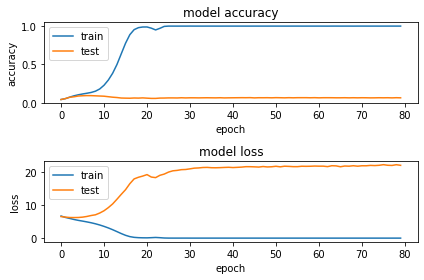 model accuracy
1.0
0.5
0.0
accuracy
train
test
0 10 20 30 40 50 60 70 80
epoch
model loss
20
10
0
loss
train
test
0 10 20 30 40 50 60 70 80
epoch